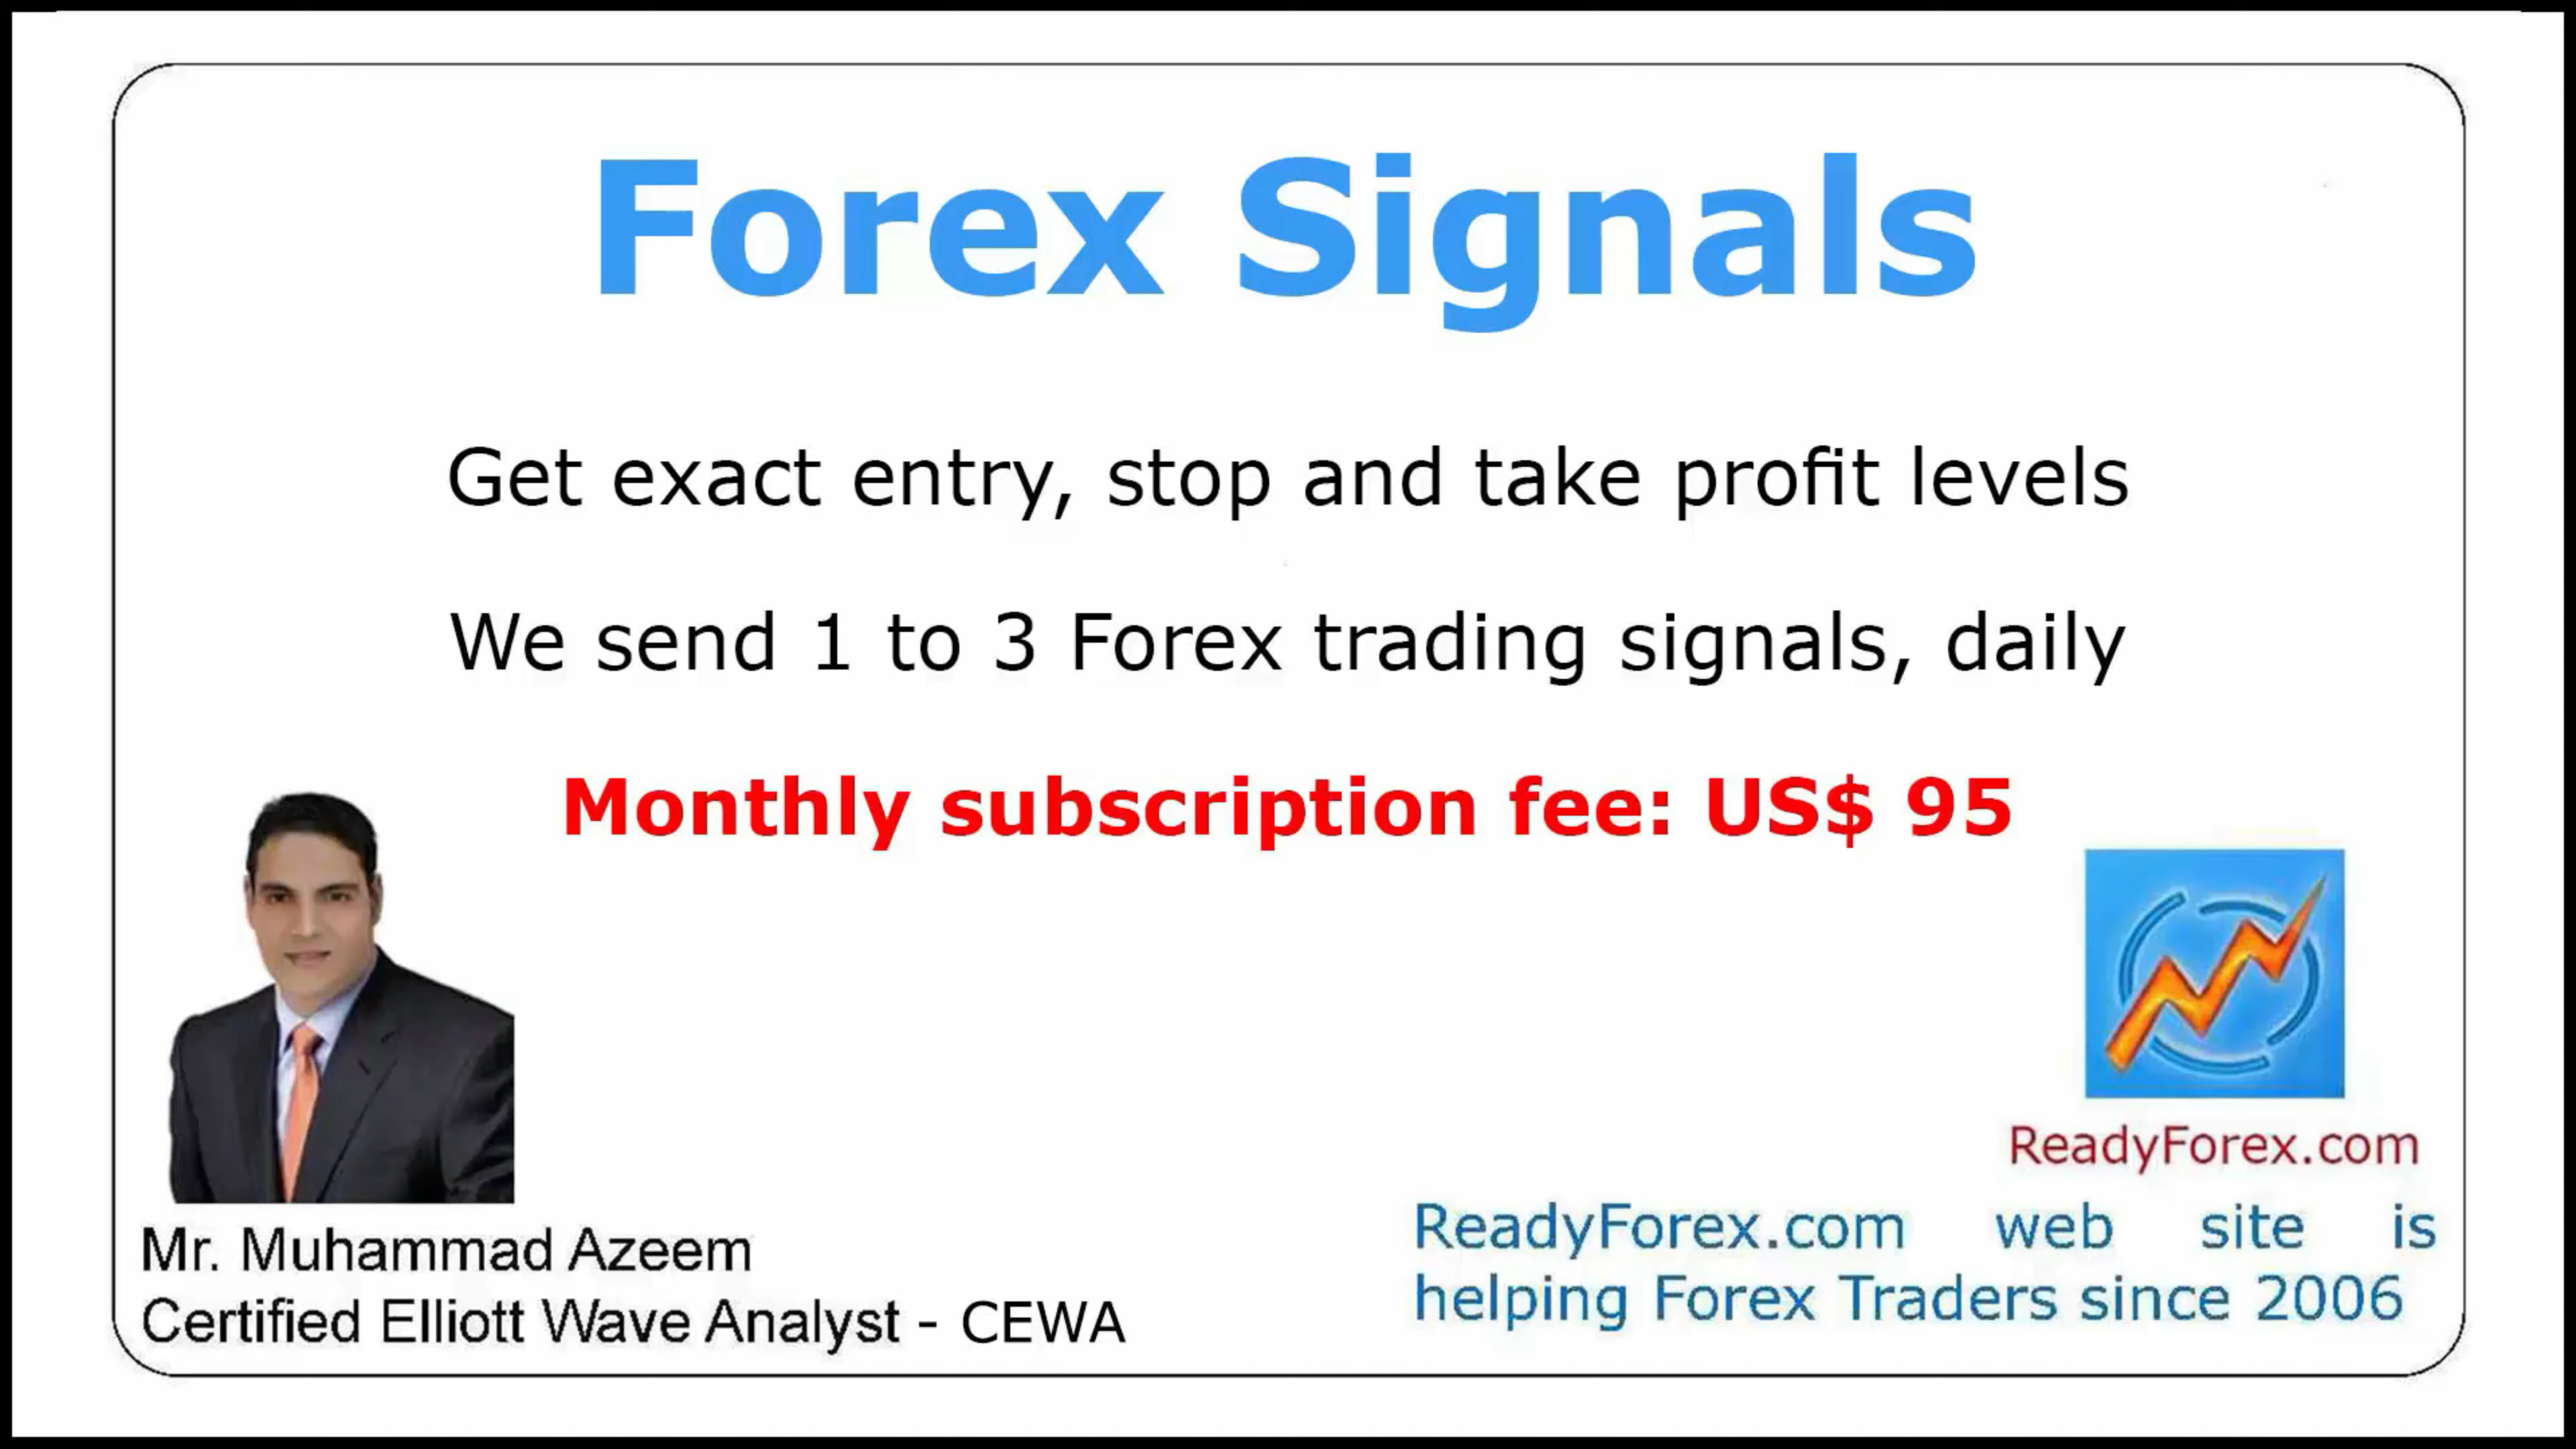 Forex Signals
Get exact entry, stop and take profit levels
We send 1 to 3 Forex trading signals, daily
Monthly subscription fee: US$ 95
ReadyForex.com
Mr. Muhammad Azeem
Certified Elliott Wave Analyst - CEWA
ReadyForex.com web site is
helping Forex Traders since 2006